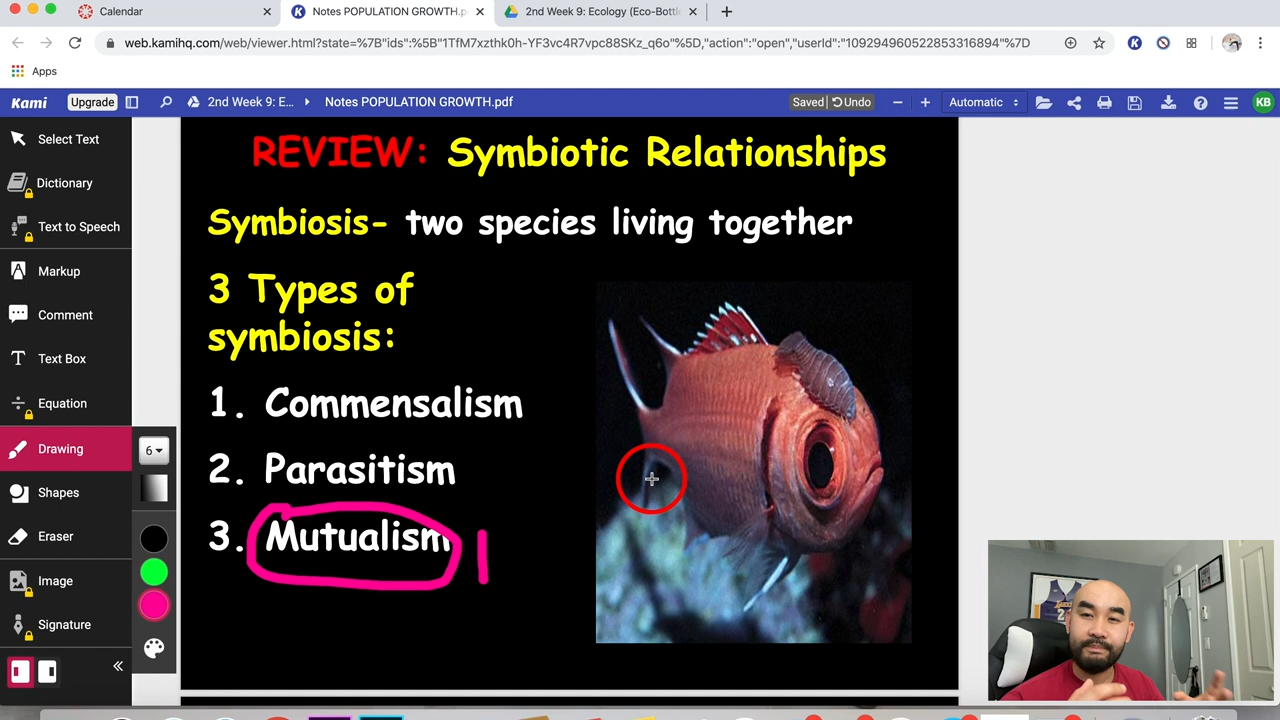 Calendar
Notes POPULATION GROWTH.p
2nd Week 9: Ecology (Eco-Bottl
web.kamihq.com/web/viewer.html?state=%7B"ids":%5B"1TfM7xzthk0h-YF3vc4R7vpc88SKz_q6o"%5D,"action":"open","userId":"109294960522853316894"%7D
Apps
Kami Upgrade 2nd Week 9: E... Notes POPULATION GROWTH.pdf Saved Undo Automatic KB
Select Text
Dictionary
Text to Speech
Markup
Comment
Text Box
Equation
Drawing
6
Shapes
Eraser
Image
Signature
REVIEW: Symbiotic Relationships
Symbiosis- two species living together
3 Types of
symbiosis:
1. Commensalism
2. Parasitism
3. Mutualism